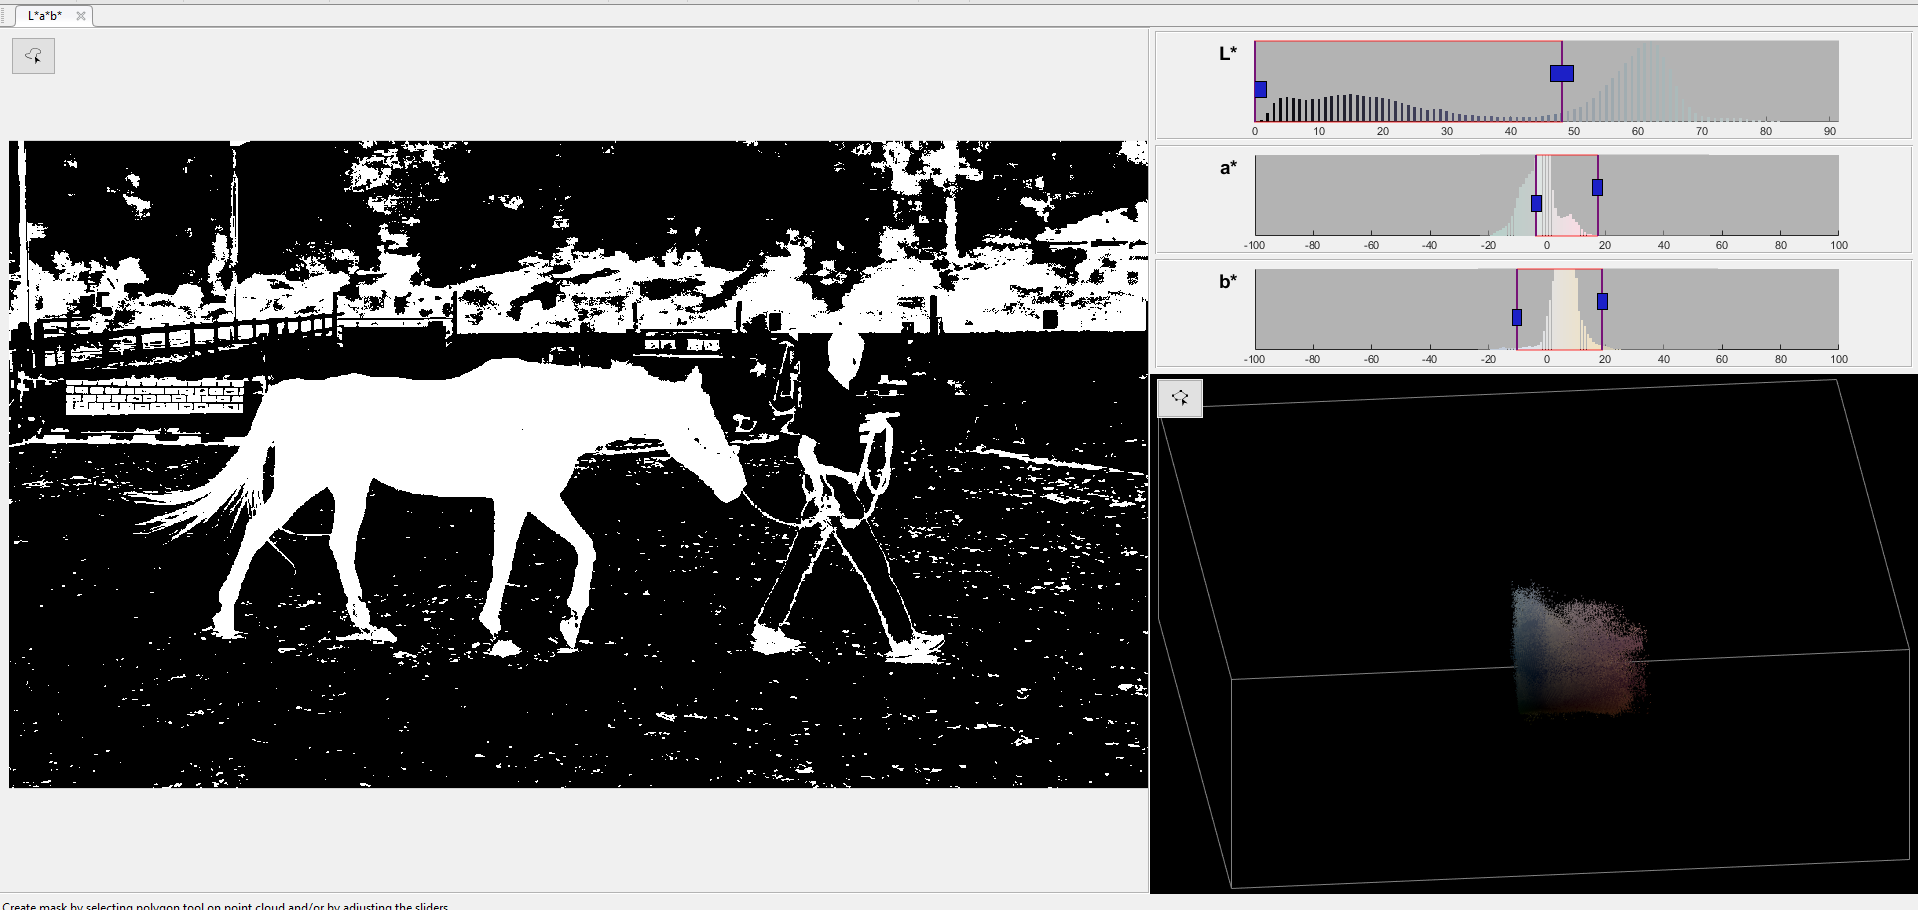 L*a*b*
L*
0 10 20 30 40 50 60 70 80 90
a*
-100 -80 -60 -40 -20 0 20 40 60 80 100
b*
-100 -80 -60 -40 -20 0 20 40 60 80 100
Create mask by selecting polygon tool on point cloud and/or by adjusting the sliders